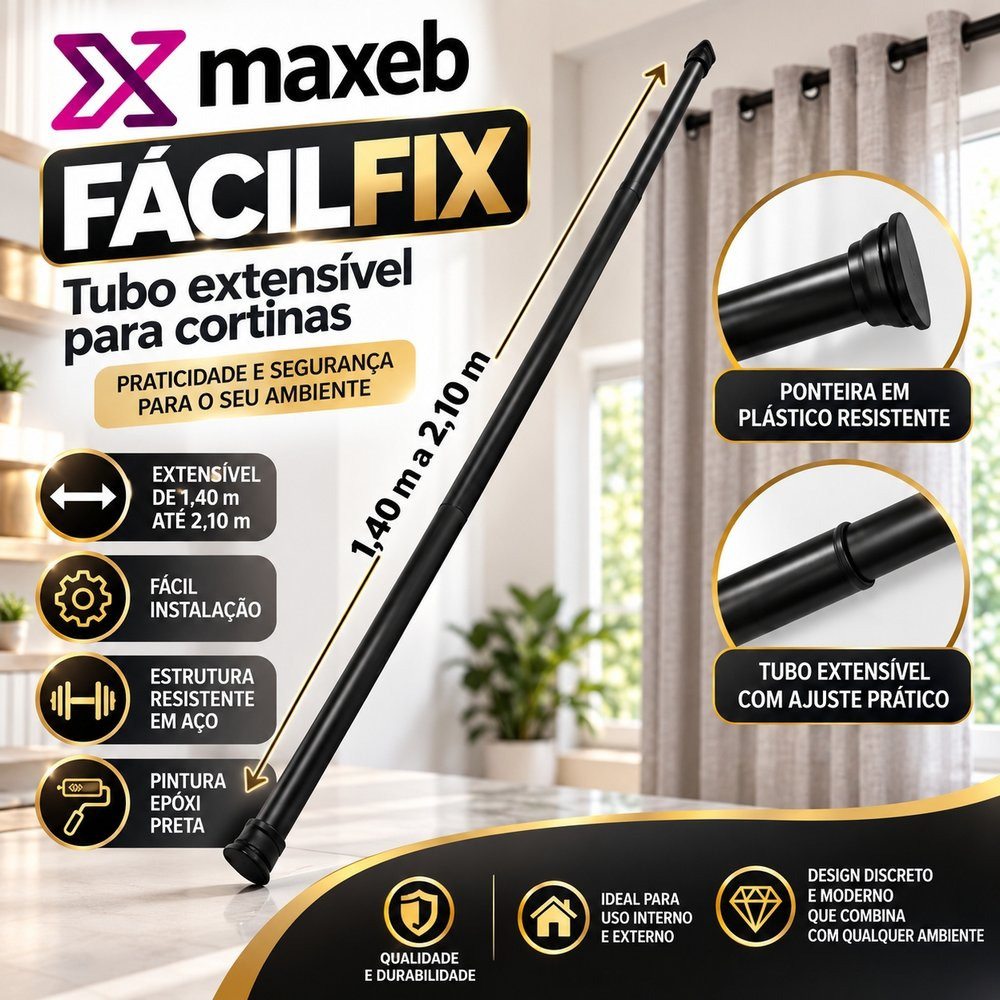 maxeb
FÁCILFIX
Tubo extensível
para cortinas
PRATICIDADE E SEGURANÇA
PARA O SEU AMBIENTE
EXTENSÍVEL
DE 1,40 m
ATÉ 2,10 m
FÁCIL
INSTALAÇÃO
ESTRUTURA
RESISTENTE
EM AÇO
PINTURA
EPÓXI
PRETA
1,40 m a 2,10 m
PONTEIRA EM
PLÁSTICO RESISTENTE
TUBO EXTENSÍVEL
COM AJUSTE PRÁTICO
QUALIDADE
E DURABILIDADE
IDEAL PARA
USO INTERNO
E EXTERNO
DESIGN DISCRETO
E MODERNO
QUE COMBINA
COM QUALQUER AMBIENTE